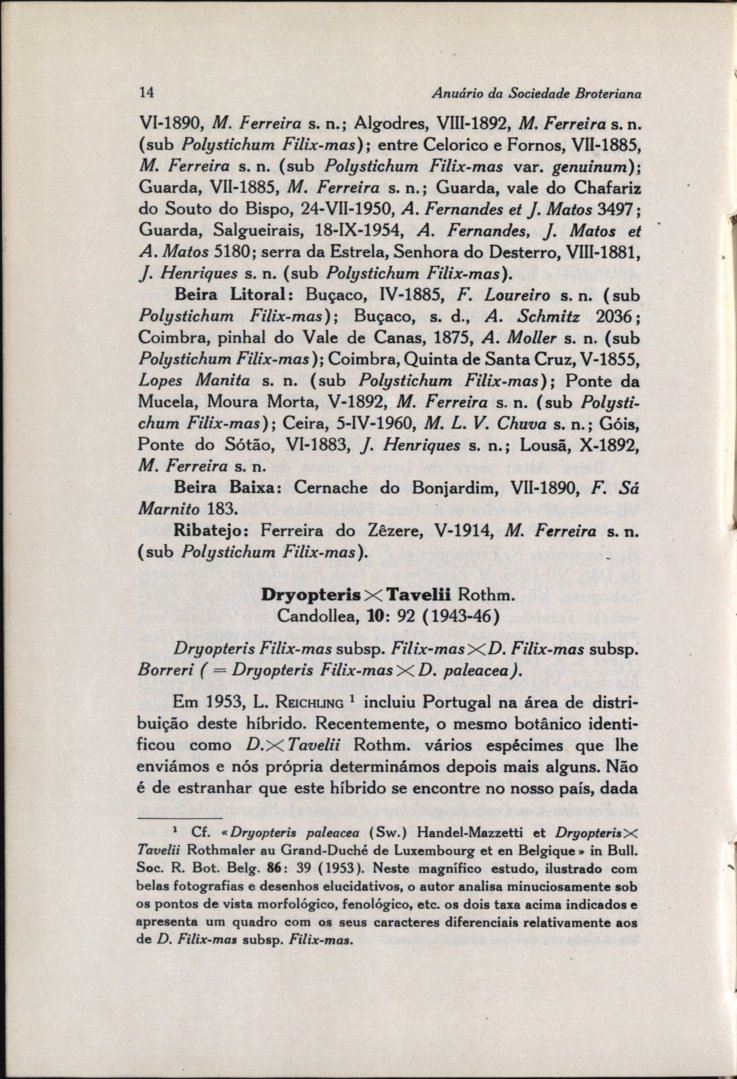 14 Anuário da Sociedade Broteriana
VI-1890, M. Ferreira s. n.; Algodres, VIII-1892, M. Ferreira s. n.
(sub Polystichum Filix-mas); entre Celorico e Fornos, VII-1885,
M. Ferreira s. n. (sub Polystichum Filix-mas var. genuinum);
Guarda, VII-1885, M. Ferreira s. n.; Guarda, vale do Chafariz
do Souto do Bispo, 24-VII-1950, A. Fernandes et J. Matos 3497;
Guarda, Salgueirais, 18-IX-1954, A. Fernandes, J. Matos et
A. Matos 5180; serra da Estrela, Senhora do Desterro, VIII-1881,
J. Henriques s. n. (sub Polystichum Filix-mas).
Beira Litoral: Buçaco, IV-1885, F. Loureiro s. n. (sub
Polystichum Filix-mas); Buçaco, s. d., A. Schmitz 2036;
Coimbra, pinhal do Vale de Canas, 1875, A. Moller s. n. (sub
Polystichum Filix-mas); Coimbra, Quinta de Santa Cruz, V-1855,
Lopes Manita s. n. (sub Polystichum Filix-mas); Ponte da
Mucela, Moura Morta, V-1892, M. Ferreira s. n. (sub Polysti-
chum Filix-mas); Ceira, 5-IV-1960, M. L. V. Chuva s. n.; Góis,
Ponte do Sótão, VI-1883, J. Henriques s. n.; Lousã, X-1892,
M. Ferreira s. n.
Beira Baixa: Cernache do Bonjardim, VII-1890, F. Sá
Marnito 183.
Ribatejo: Ferreira do Zêzere, V-1914, M. Ferreira s. n.
(sub Polystichum Filix-mas).
Dryopteris × Tavelii Rothm.
Candollea, 10: 92 (1943-46)
Dryopteris Filix-mas subsp. Filix-mas × D. Filix-mas subsp.
Borreri ( = Dryopteris Filix-mas × D. paleacea).
Em 1953, L. REICHLING ¹ incluiu Portugal na área de distri-
buição deste híbrido. Recentemente, o mesmo botânico identi-
ficou como D. × Tavelii Rothm. vários espécimes que lhe
enviámos e nós própria determinámos depois mais alguns. Não
é de estranhar que este híbrido se encontre no nosso país, dada
¹ Cf. «Dryopteris paleacea (Sw.) Handel-Mazzetti et Dryopteris ×
Tavelii Rothmaler au Grand-Duché de Luxembourg et en Belgique» in Bull.
Soc. R. Bot. Belg. 86: 39 (1953). Neste magnífico estudo, ilustrado com
belas fotografias e desenhos elucidativos, o autor analisa minuciosamente sob
os pontos de vista morfológico, fenológico, etc. os dois taxa acima indicados e
apresenta um quadro com os seus caracteres diferenciais relativamente aos
de D. Filix-mas subsp. Filix-mas.